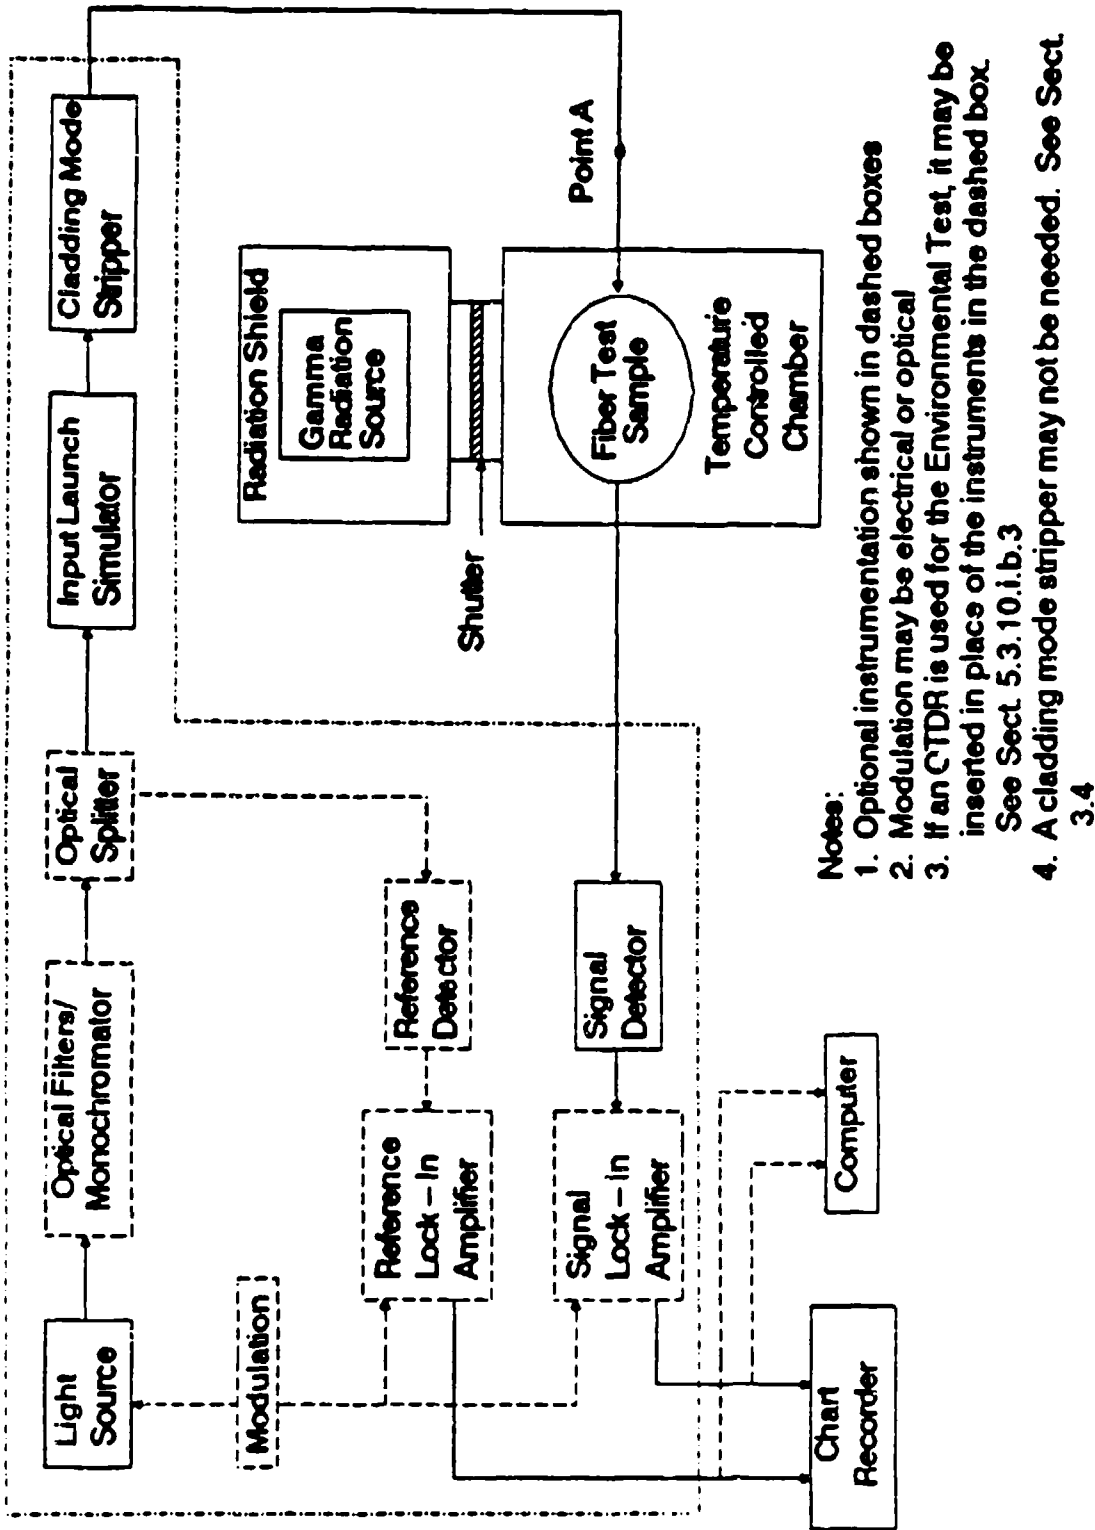 Light
Source
Optical Filters/
Monochromator
Optical
Splitter
Input Launch
Simulator
Cladding Mode
Stripper
Modulation
Reference
Lock-In
Amplifier
Reference
Detector
Signal
Lock-In
Amplifier
Signal
Detector
Shutter
Radiation Shield
Gamma
Radiation
Source
Fiber Test
Sample
Temperature
Controlled
Chamber
Point A
Chart
Recorder
Computer
Notes:
1. Optional instrumentation shown in dashed boxes
2. Modulation may be electrical or optical
3. If an OTDR is used for the Environmental Test, it may be
inserted in place of the instruments in the dashed box.
See Sect. 5.3.10.i.b.3
4. A cladding mode stripper may not be needed. See Sect.
3.4